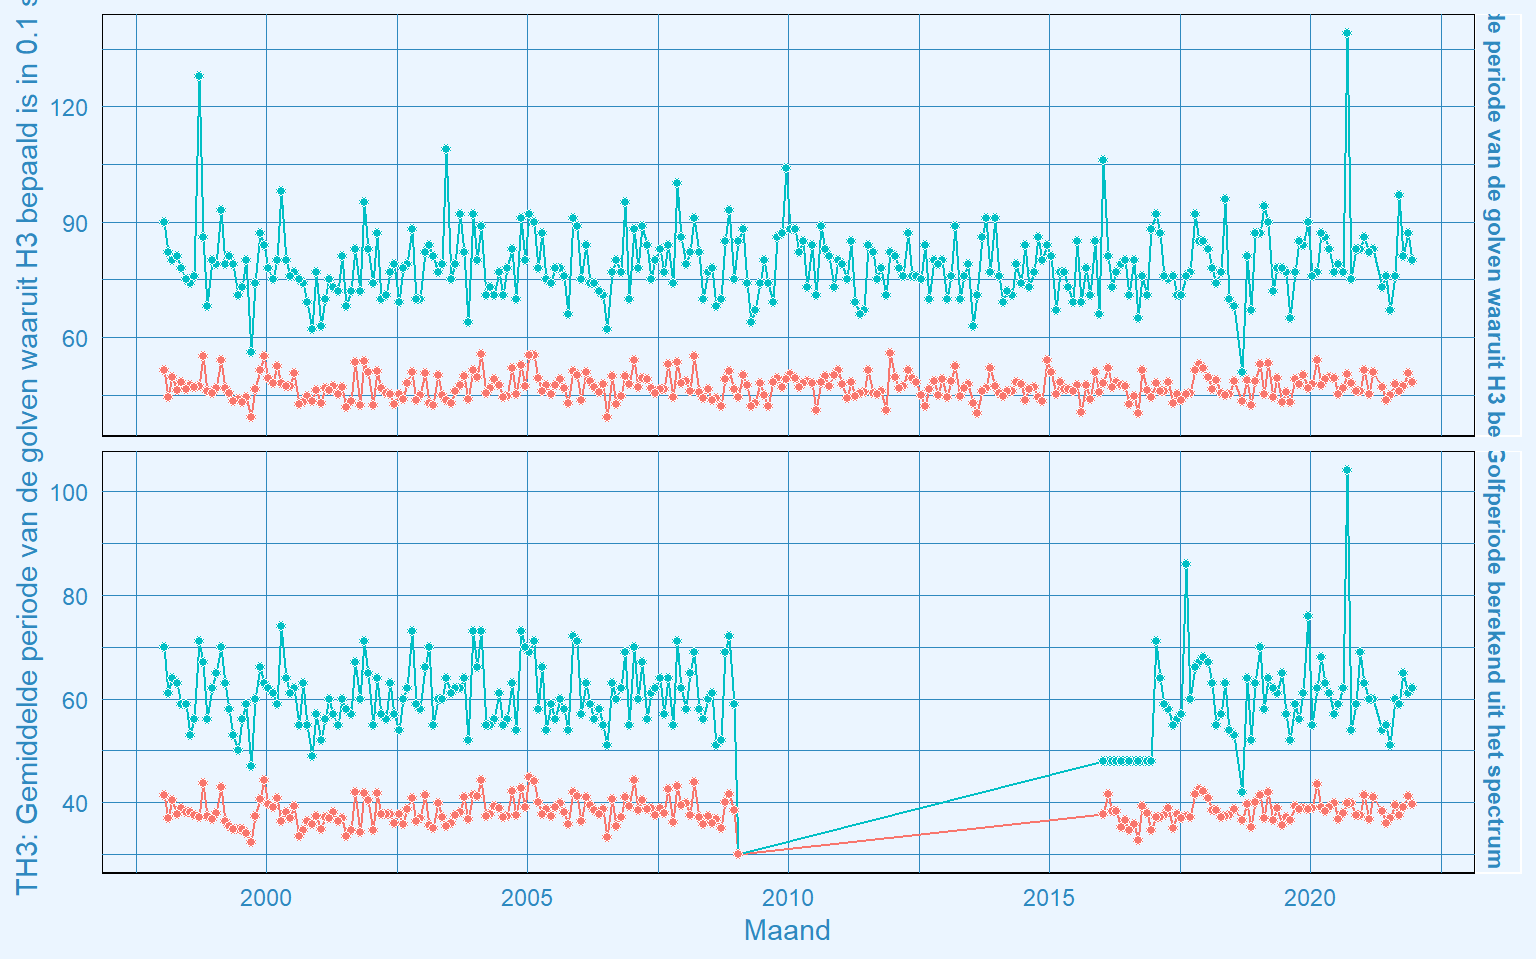 TH3: Gemiddelde periode van de golven waaruit H3 bepaald is in 0.1 s
120
90
60
periode van de golven waaruit H3 be
100
80
60
40
Golfperiode berekend uit het spectrum
2000 2005 2010 2015 2020
Maand